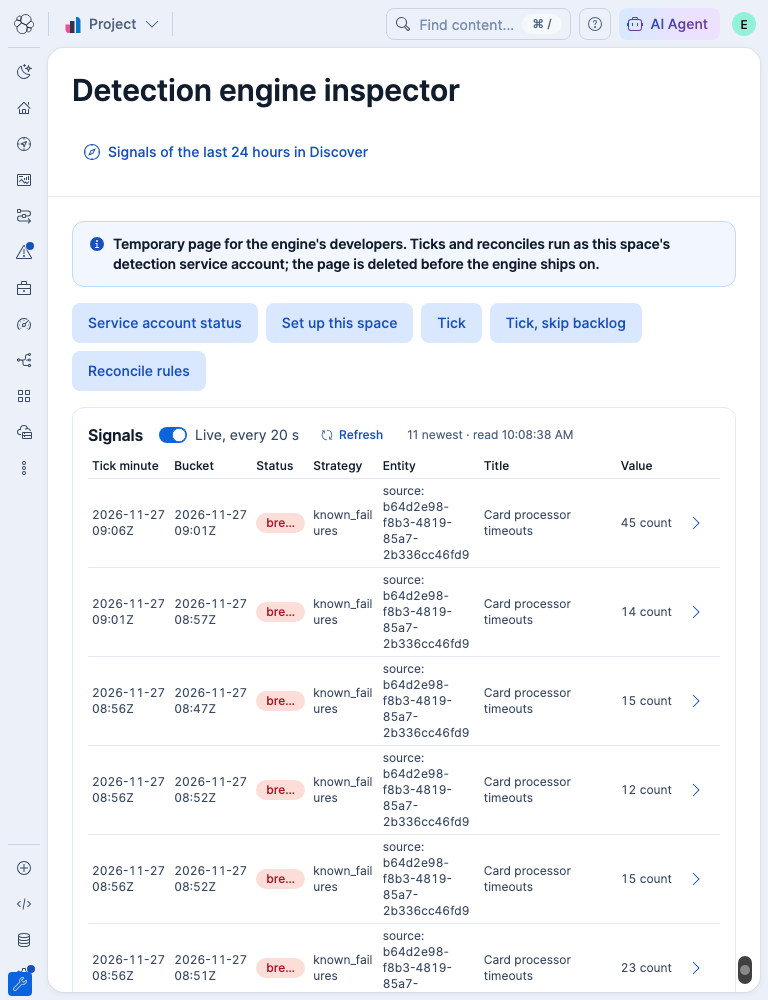 Project
Find content...
⌘ /
AI Agent
E
Detection engine inspector
Signals of the last 24 hours in Discover
Temporary page for the engine's developers. Ticks and reconciles run as this space's
detection service account; the page is deleted before the engine ships on.
Service account status
Set up this space
Tick
Tick, skip backlog
Reconcile rules
Signals
Live, every 20 s
Refresh
11 newest · read 10:08:38 AM
Tick minute Bucket Status Strategy Entity Title Value
2026-11-27
09:06Z
2026-11-27
09:01Z
bre...
known_fail
ures
source:
b64d2e98-
f8b3-4819-
85a7-
2b336cc46fd9
Card processor
timeouts
45 count
2026-11-27
09:01Z
2026-11-27
08:57Z
bre...
known_fail
ures
source:
b64d2e98-
f8b3-4819-
85a7-
2b336cc46fd9
Card processor
timeouts
14 count
2026-11-27
08:56Z
2026-11-27
08:47Z
bre...
known_fail
ures
source:
b64d2e98-
f8b3-4819-
85a7-
2b336cc46fd9
Card processor
timeouts
15 count
2026-11-27
08:56Z
2026-11-27
08:52Z
bre...
known_fail
ures
source:
b64d2e98-
f8b3-4819-
85a7-
2b336cc46fd9
Card processor
timeouts
12 count
2026-11-27
08:56Z
2026-11-27
08:52Z
bre...
known_fail
ures
source:
b64d2e98-
f8b3-4819-
85a7-
2b336cc46fd9
Card processor
timeouts
15 count
2026-11-27
08:56Z
2026-11-27
08:51Z
bre...
known_fail
ures
source:
b64d2e98-
f8b3-4819-
85a7-
Card processor
timeouts
23 count